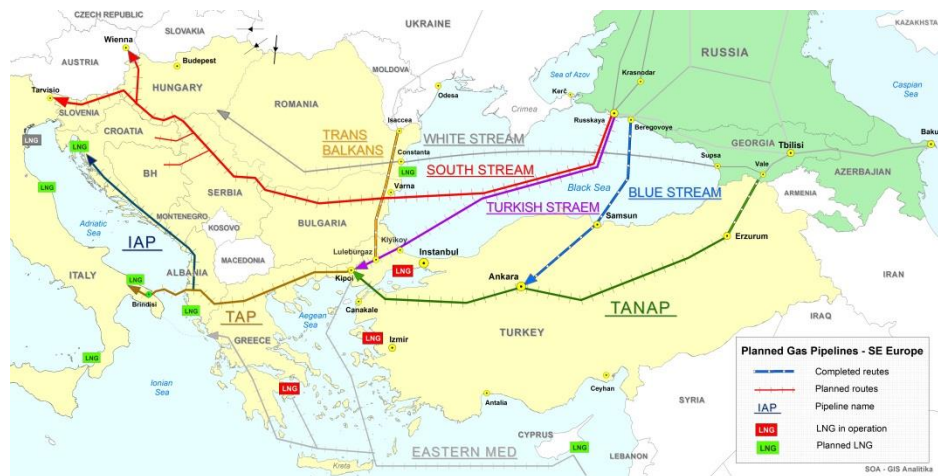 CZECH REPUBLIC
SLOVAKIA
UKRAINE
KAZAKHSTAN
Wienna
AUSTRIA
Budepest
HUNGARY
MOLDOVA
RUSSIA
Sea of Azov
Krasnodar
Tarvisio
SLOVENIA
ROMANIA
Odesa
Kerč
Crimea
Caspian
Sea
LNG
CROATIA
LNG
Isaccea
Russkaya
Beregovoye
TRANS
BALKANS
WHITE STREAM
GEORGIA
Baku
Constanta
LNG
Tbilisi
BH
SERBIA
SOUTH STREAM
Supsa
Vale
AZERBAIJAN
LNG
Varna
Black Sea
BLUE STREAM
ARMENIA
Adriatic
Sea
MONTENEGRO
BULGARIA
TURKISH STRAEM
Samsun
KOSOVO
IAP
Kiyikov
Luleburgaz
Instanbul
Erzurum
MACEDONIA
ITALY
ALBANIA
LNG
Kipoi
LNG
Ankara
IRAN
Brindisi
LNG
TAP
Aegean
Sea
Canakale
TANAP
GREECE
TURKEY
IRAQ
LNG
LNG
Izmir
Planned Gas Pipelines - SE Europe
Completed routes
Planned routes
IAP
Pipeline name
LNG
LNG in operation
LNG
Planned LNG
Ionian
Sea
LNG
Antalia
Ceyhan
SYRIA
EASTERN MED
CYPRUS
LNG
LEBANON
Kreta
SOA - GIS Analitika